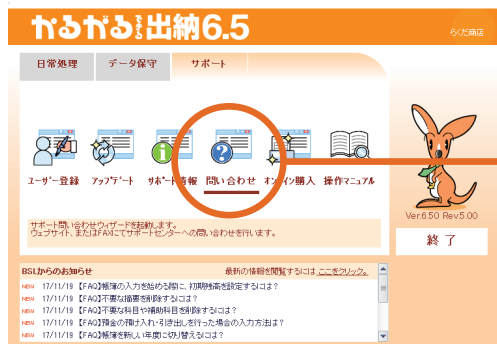 かるがるできる出納6.5
らくだ商店
日常処理 データ保守 サポート
ユーザー登録 アップデート サポート情報 問い合わせ オンライン購入 操作マニュアル
サポート問い合わせウィザードを起動します。
ウェブサイト、またはFAXにてサポートセンターへの問い合わせを行います。
Ver.6.50 Rev5.00
終了
BSLからのお知らせ 最新の情報を閲覧するにはここをクリック。
NEW 17/11/19 【FAQ】帳簿の入力を始める際に、初期残高を設定するには？
NEW 17/11/19 【FAQ】不要な摘要を削除するには？
NEW 17/11/19 【FAQ】不要な科目や補助科目を削除するには？
NEW 17/11/19 【FAQ】預金の預け入れ・引き出しを行った場合の入力方法は？
NEW 17/11/19 【FAQ】帳簿を新しい年度に切り替えるには？